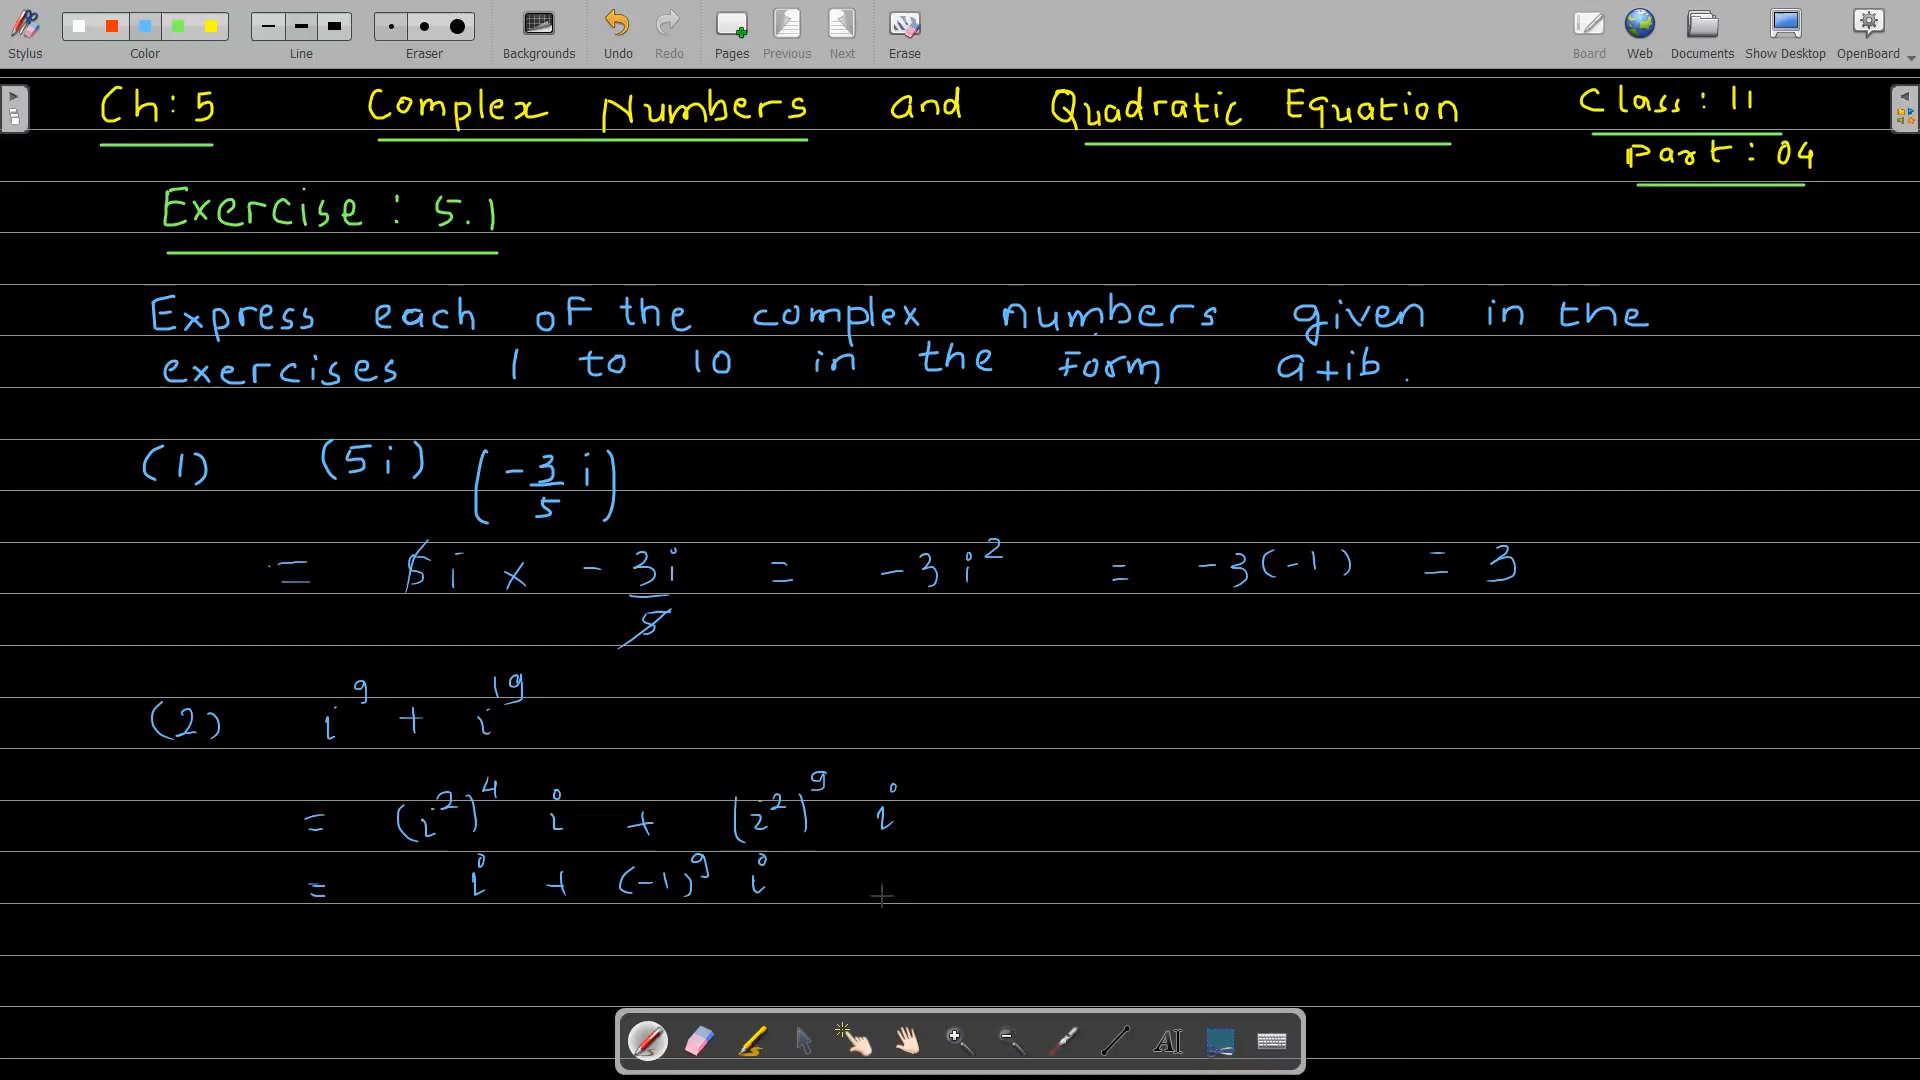 Stylus Color Line Eraser Backgrounds Undo Redo Pages Previous Next Erase Board Web Documents Show Desktop OpenBoard
Ch: 5 Complex Numbers and Quadratic Equation Class: 11
Part: 04
Exercise: 5.1
Express each of the complex numbers given in the
exercises 1 to 10 in the form a+ib.
(1) (5i) (-3/5 i)
= 5i x -3i/5 = -3i² = -3(-1) = 3
(2) i⁹ + i¹⁹
= (i²)⁴ i + (i²)⁹ i
= i + (-1)⁹ i